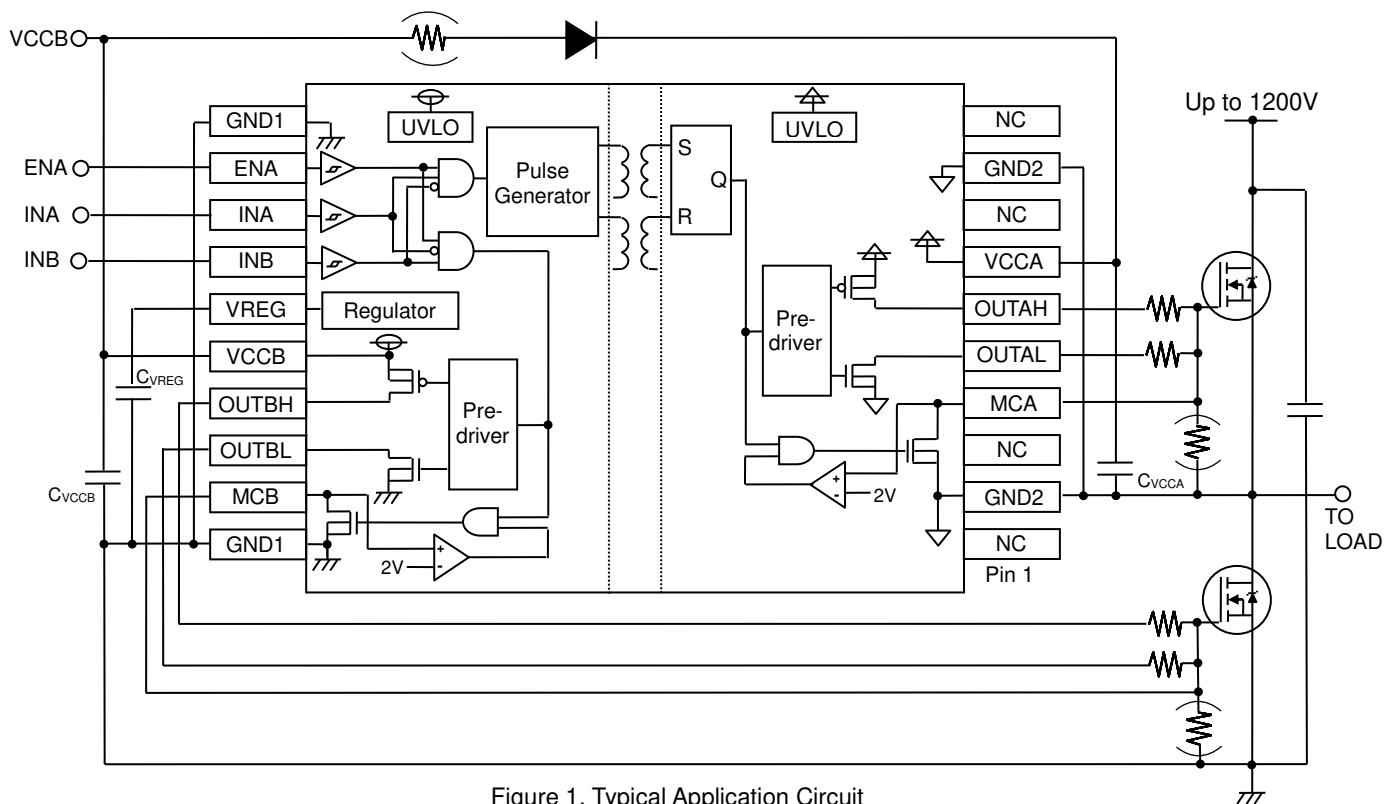 VCCB
Up to 1200V
GND1
UVLO
UVLO
NC
ENA
ENA
Pulse
Generator
S
Q
R
GND2
INA
INA
NC
INB
INB
VCCA
VREG
Regulator
Pre-
driver
OUTAH
VCCB
OUTAL
CVREG
OUTBH
Pre-
driver
MCA
OUTBL
NC
CVCCB
MCB
2V
GND2
CVCCA
TO
LOAD
GND1
2V
NC
Pin 1
Figure 1. Typical Application Circuit